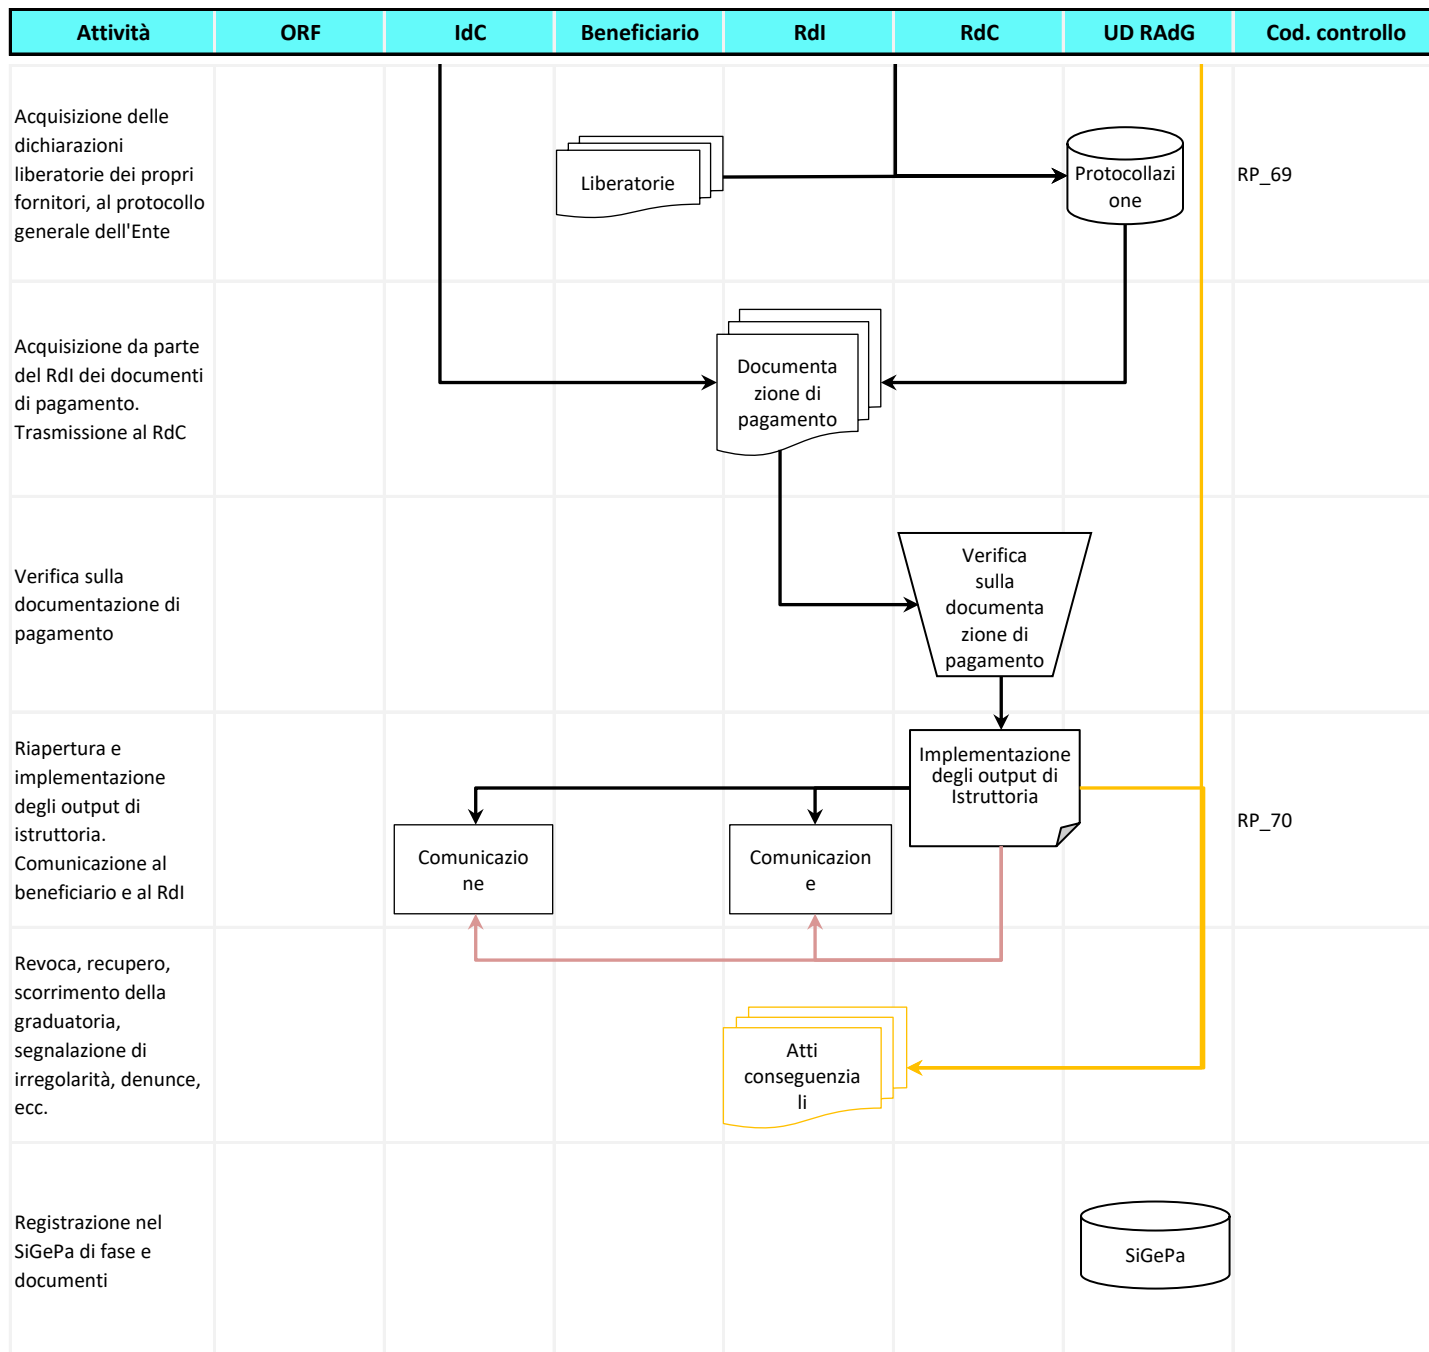 Attività
ORF
IdC
Beneficiario
RdI
RdC
UD RAdG
Cod. controllo
Acquisizione delle
dichiarazioni
liberatorie dei propri
fornitori, al protocollo
generale dell'Ente
Liberatorie
Protocollazi
one
RP_69
Acquisizione da parte
del RdI dei documenti
di pagamento.
Trasmissione al RdC
Documenta
zione di
pagamento
Verifica sulla
documentazione di
pagamento
Verifica
sulla
documenta
zione di
pagamento
Riapertura e
implementazione
degli output di
istruttoria.
Comunicazione al
beneficiario e al RdI
Comunicazio
ne
Comunicazion
e
Implementazione
degli output di
Istruttoria
RP_70
Revoca, recupero,
scorrimento della
graduatoria,
segnalazione di
irregolarità, denunce,
ecc.
Atti
conseguenzia
li
Registrazione nel
SiGePa di fase e
documenti
SiGePa